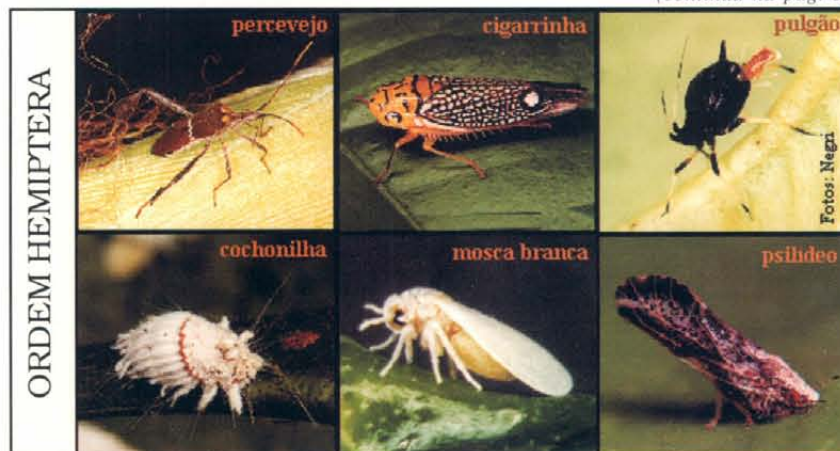 ORDEM HEMIPTERA
percevejo
cigarrinha
pulgão
Fotos: Negri
cochonilha
mosca branca
psilídeo